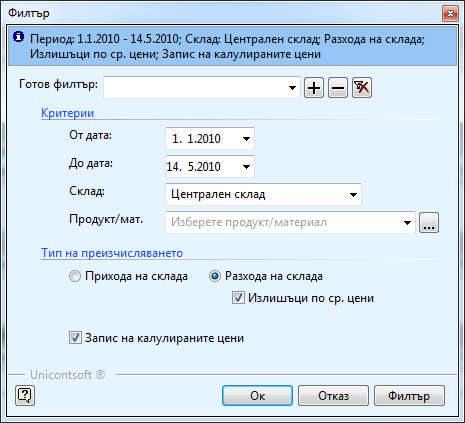 Филтър
Период: 1.1.2010 - 14.5.2010; Склад: Централен склад; Разхода на склада;
Излишъци по ср. цени; Запис на калулираните цени
Готов филтър:
Критерии
От дата: 1. 1.2010
До дата: 14. 5.2010
Склад: Централен склад
Продукт/мат. Изберете продукт/материал ...
Тип на преизчисляването
Прихода на склада Разхода на склада
Излишъци по ср. цени
Запис на калулираните цени
Unicontsoft ®
Ок Отказ Филтър